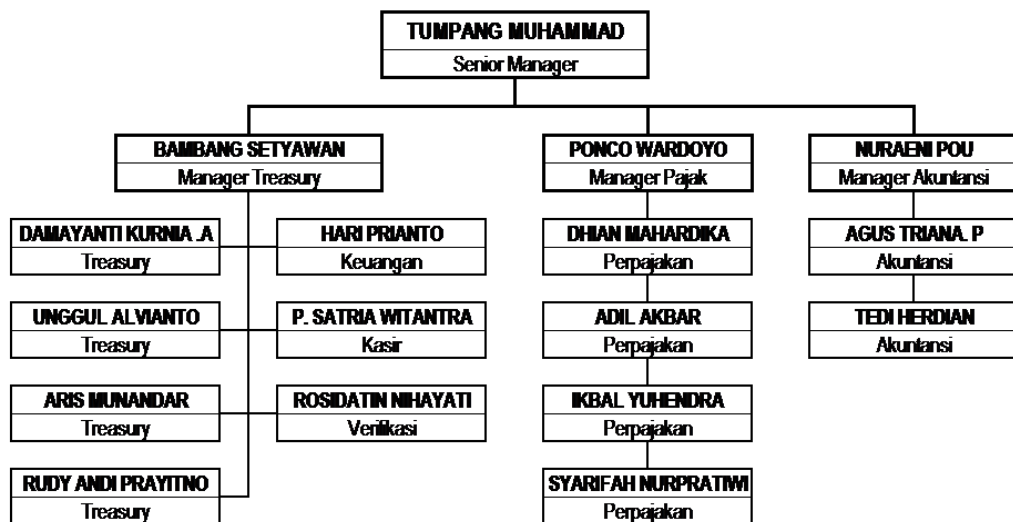 TUMPANG MUHAMMAD
Senior Manager
BAMBANG SETYAWAN
Manager Treasury
PONCO WARDOYO
Manager Pajak
NURAENI POU
Manager Akuntansi
DAMAYANTI KURNIA .A
Treasury
HARI PRIANTO
Keuangan
DHIAN MAHARDIKA
Perpajakan
AGUS TRIANA. P
Akuntansi
UNGGUL ALVIANTO
Treasury
P. SATRIA WITANTRA
Kasir
ADIL AKBAR
Perpajakan
TEDI HERDIAN
Akuntansi
ARIS MUNANDAR
Treasury
ROSIDATIN NIHAYATI
Verifikasi
IKBAL YUHENDRA
Perpajakan
RUDY ANDI PRAYITNO
Treasury
SYARIFAH NURPRATIWI
Perpajakan